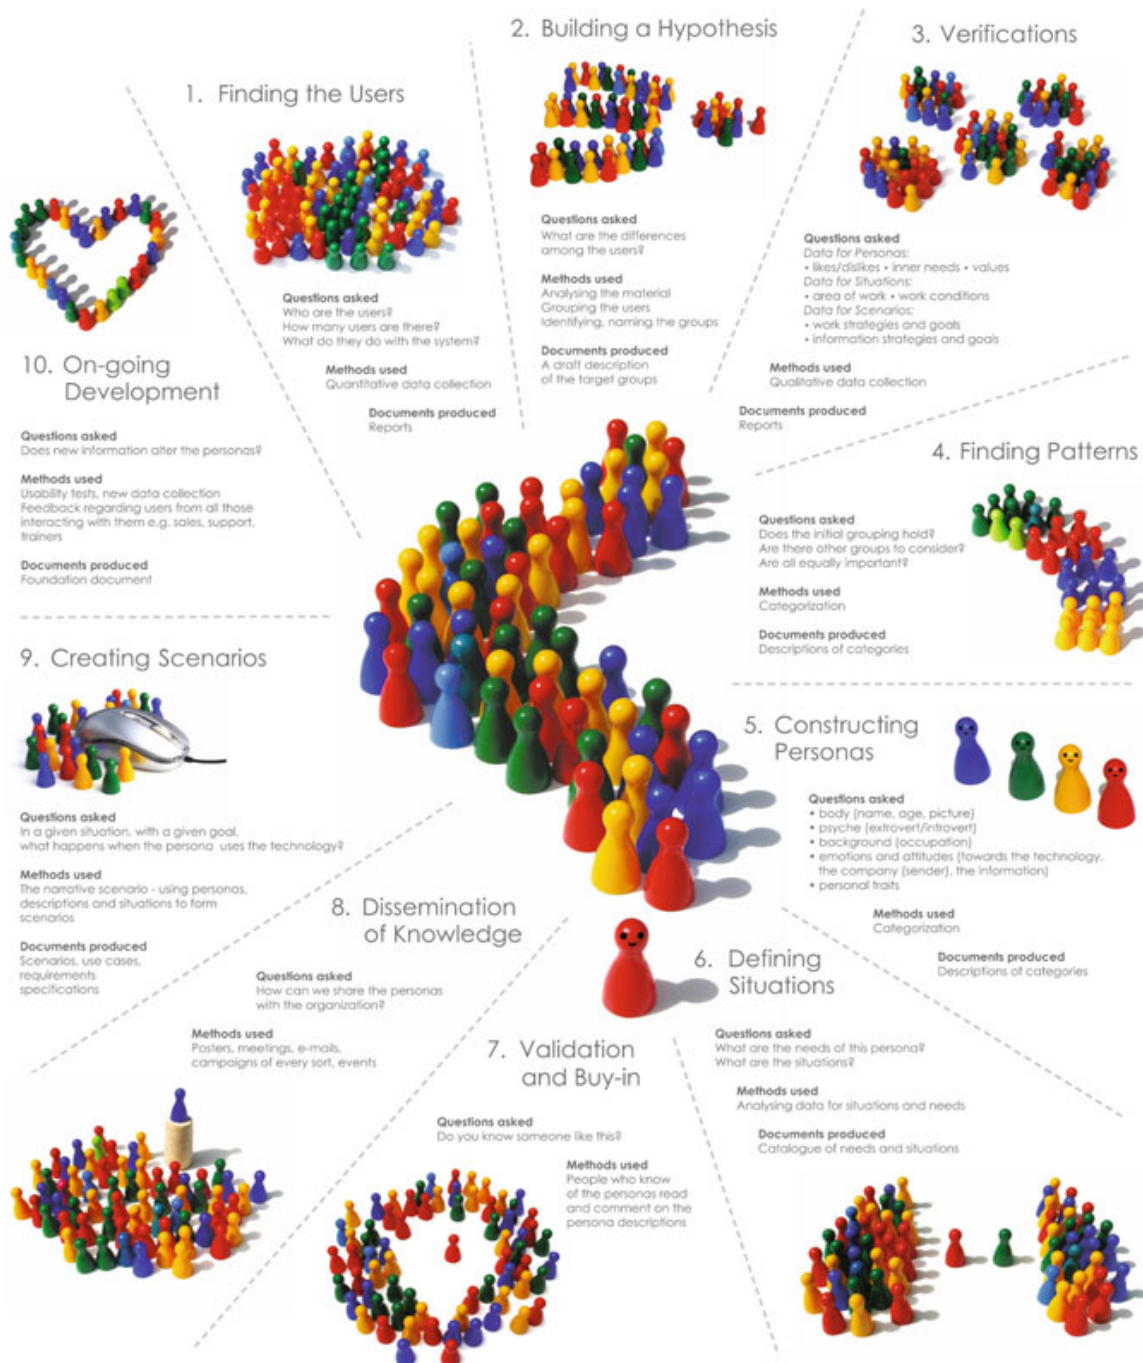 1. Finding the Users
Questions asked
Who are the users?
How many users are there?
What do they do with the system?
Methods used
Quantitative data collection
Documents produced
Reports
2. Building a Hypothesis
Questions asked
What are the differences
among the users?
Methods used
Analysing the material
Grouping the users
Identifying, naming the groups
Documents produced
A draft description
of the target groups
3. Verifications
Questions asked
Data for Personas:
• likes/dislikes • inner needs • values
Data for Situations:
• area of work • work conditions
Data for Scenarios:
• work strategies and goals
• information strategies and goals
Methods used
Qualitative data collection
Documents produced
Reports
4. Finding Patterns
Questions asked
Does the initial grouping hold?
Are there other groups to consider?
Are all equally important?
Methods used
Categorization
Documents produced
Descriptions of categories
5. Constructing
Personas
Questions asked
• body (name, age, picture)
• psyche (extrovert/introvert)
• background (occupation)
• emotions and attitudes (towards the technology,
the company (sender), the information)
• personal traits
Methods used
Categorization
Documents produced
Descriptions of categories
6. Defining
Situations
Questions asked
What are the needs of this persona?
What are the situations?
Methods used
Analysing data for situations and needs
Documents produced
Catalogue of needs and situations
7. Validation
and Buy-in
Questions asked
Do you know someone like this?
Methods used
People who know
of the personas read
and comment on the
persona descriptions
8. Dissemination
of Knowledge
Questions asked
How can we share the personas
with the organization?
Methods used
Posters, meetings, e-mails,
campaigns of every sort, events
9. Creating Scenarios
Questions asked
In a given situation, with a given goal,
what happens when the persona uses the technology?
Methods used
The narrative scenario - using personas,
descriptions and situations to form
scenarios
Documents produced
Scenarios, use cases,
requirements
specifications
10. On-going
Development
Questions asked
Does new information alter the personas?
Methods used
Usability tests, new data collection
Feedback regarding users from all those
interacting with them e.g. sales, support,
trainers
Documents produced
Foundation document